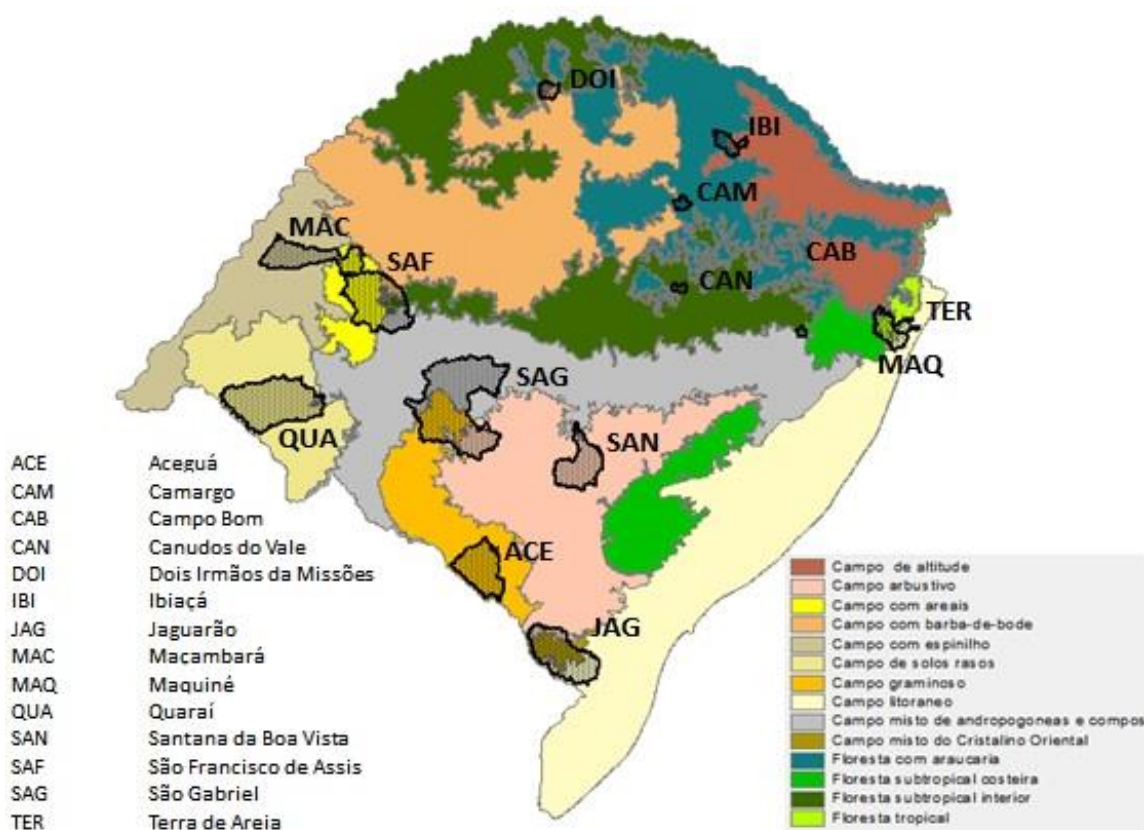 DOI
IBI
CAM
MAC
CAB
SAF
CAN
TER
MAQ
SAG
QUA
SAN
ACE
JAG
ACE Aceguá
CAM Camargo
CAB Campo Bom
CAN Canudos do Vale
DOI Dois Irmãos da Missões
IBI Ibiaçá
JAG Jaguarão
MAC Maçambará
MAQ Maquiné
QUA Quaraí
SAN Santana da Boa Vista
SAF São Francisco de Assis
SAG São Gabriel
TER Terra de Areia
Campo de altitude
Campo arbustivo
Campo com areais
Campo com barba-de-bode
Campo com espinilho
Campo de solos rasos
Campo graminoso
Campo litoraneo
Campo misto de andropogoneas e compos
Campo misto do Cristalino Oriental
Floresta com araucaria
Floresta subtropical costeira
Floresta subtropical interior
Floresta tropical